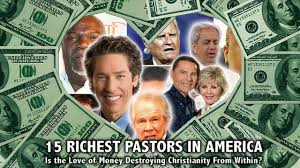 15 RICHEST PASTORS IN AMERICA
Is the Love of Money Destroying Christianity From Within?